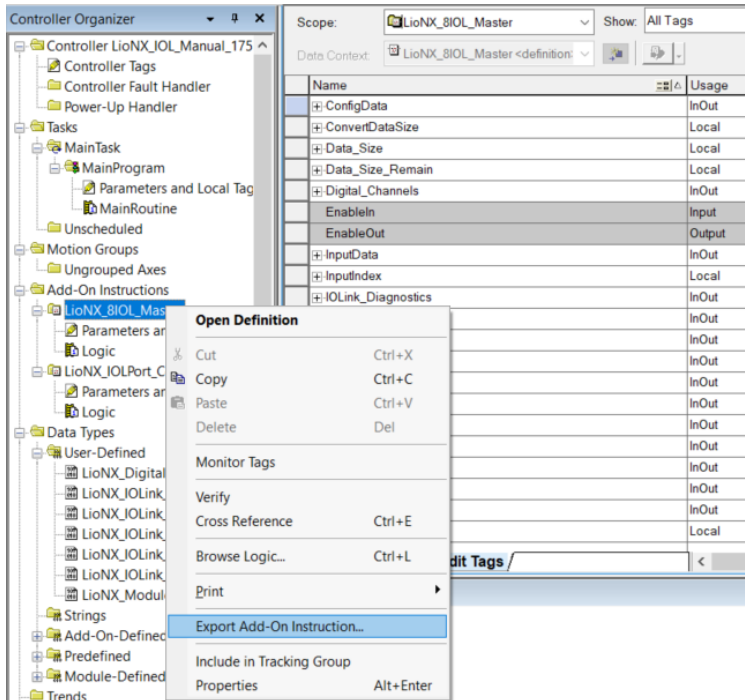 Controller Organizer
Controller LioNX_IOL_Manual_175
Controller Tags
Controller Fault Handler
Power-Up Handler
Tasks
MainTask
MainProgram
Parameters and Local Tag
MainRoutine
Unscheduled
Motion Groups
Ungrouped Axes
Add-On Instructions
LioNX_8IOL_Mas
Parameters an
Logic
LioNX_IOLPort_C
Parameters ar
Logic
Data Types
User-Defined
LioNX_Digital
LioNX_IOLink_
LioNX_IOLink_
LioNX_IOLink_
LioNX_IOLink_
LioNX_IOLink_
LioNX_Modul
Strings
Add-On-Defined
Predefined
Module-Defined
Trends
Open Definition
Cut Ctrl+X
Copy Ctrl+C
Paste Ctrl+V
Delete Del
Monitor Tags
Verify
Cross Reference Ctrl+E
Browse Logic... Ctrl+L
Print
Export Add-On Instruction...
Include in Tracking Group
Properties Alt+Enter
Scope: LioNX_8IOL_Master Show: All Tags
Data Context: LioNX_8IOL_Master <definition
Name Usage
ConfigData InOut
ConvertDataSize Local
Data_Size Local
Data_Size_Remain Local
Digital_Channels InOut
EnableIn Input
EnableOut Output
InputData InOut
InputIndex Local
IOLink_Diagnostics InOut
InOut
InOut
InOut
InOut
InOut
InOut
InOut
InOut
InOut
InOut
Local
dit Tags